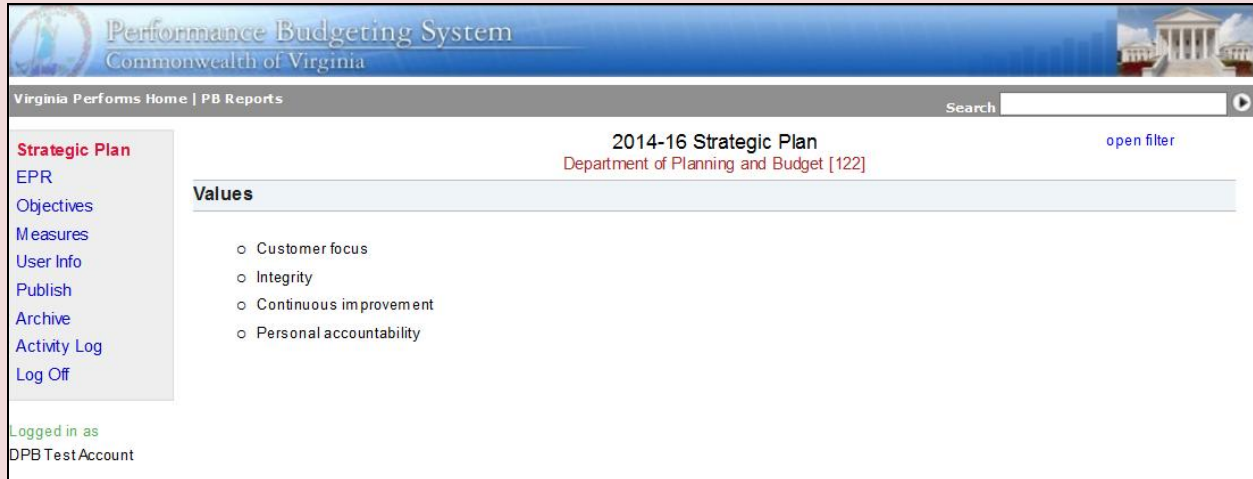 Performance Budgeting System
Commonwealth of Virginia
Virginia Performs Home | PB Reports
Search
Strategic Plan
EPR
Objectives
Measures
User Info
Publish
Archive
Activity Log
Log Off
Logged in as
DPB Test Account
2014-16 Strategic Plan
open filter
Department of Planning and Budget [122]
Values
o Customer focus
o Integrity
o Continuous improvement
o Personal accountability